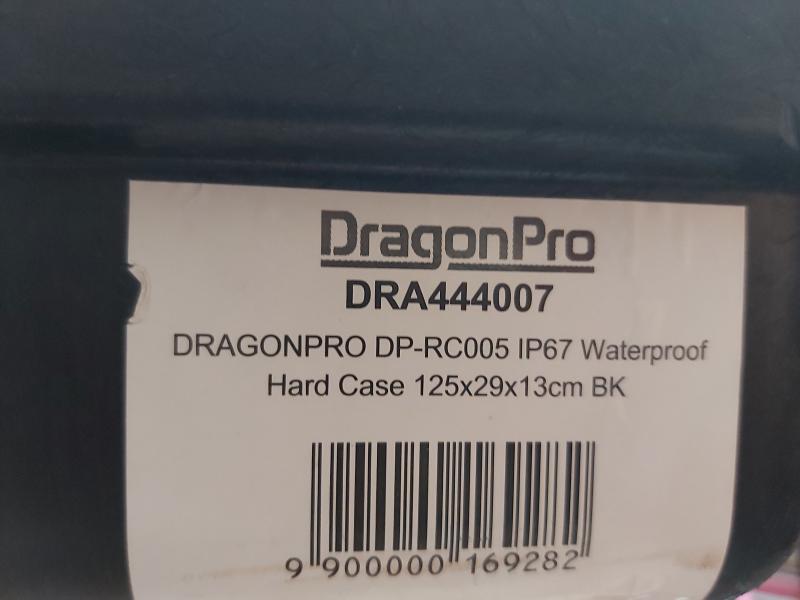 DragonPro
DRA444007
DRAGONPRO DP-RC005 IP67 Waterproof
Hard Case 125x29x13cm BK
9 900000 169282